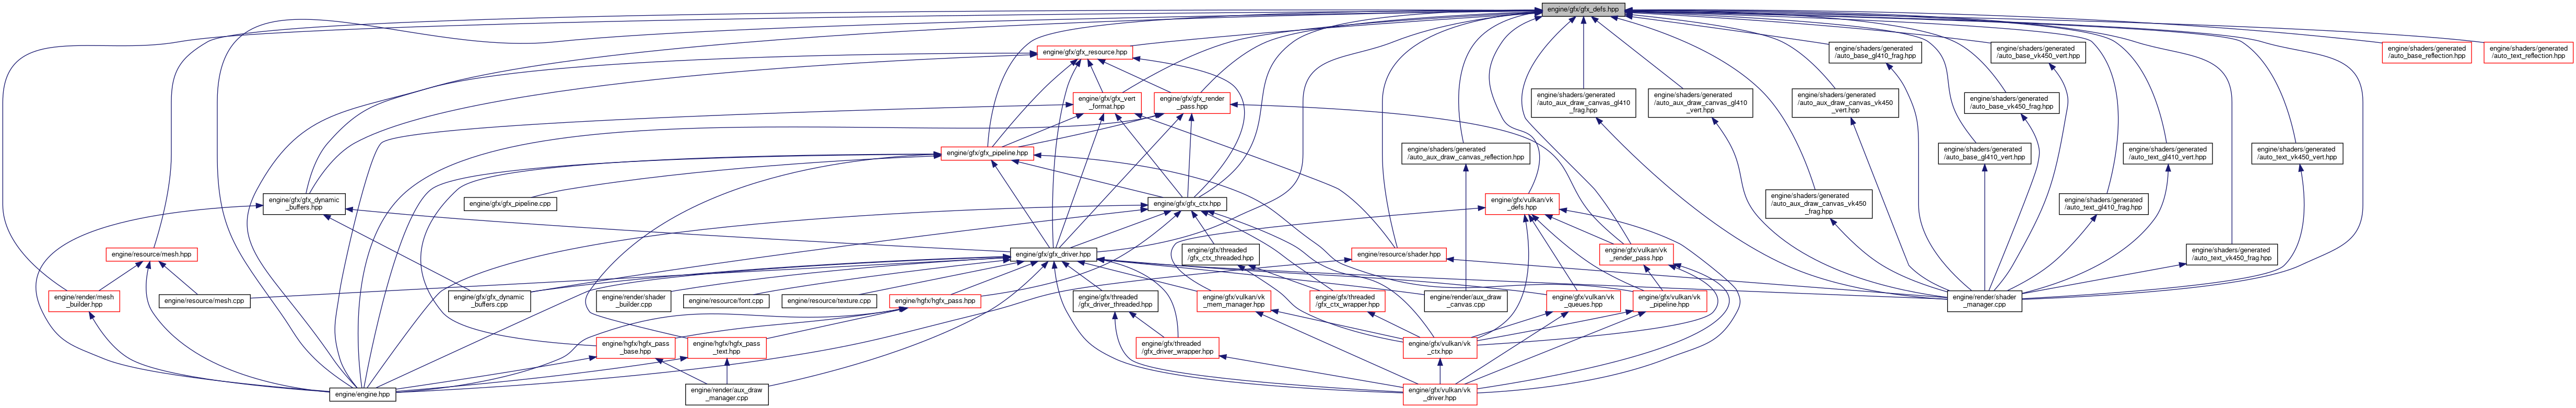 engine/gfx/gfx_defs.hpp
engine/gfx/gfx_resource.hpp
engine/shaders/generated
/auto_base_gl410_frag.hpp
engine/shaders/generated
/auto_base_vk450_vert.hpp
engine/shaders/generated
/auto_base_reflection.hpp
engine/shaders/generated
/auto_text_reflection.hpp
engine/gfx/gfx_vert
_format.hpp
engine/gfx/gfx_render
_pass.hpp
engine/shaders/generated
/auto_aux_draw_canvas_gl410
_frag.hpp
engine/shaders/generated
/auto_aux_draw_canvas_gl410
_vert.hpp
engine/shaders/generated
/auto_aux_draw_canvas_vk450
_vert.hpp
engine/shaders/generated
/auto_base_vk450_frag.hpp
engine/gfx/gfx_pipeline.hpp
engine/shaders/generated
/auto_aux_draw_canvas_reflection.hpp
engine/shaders/generated
/auto_base_gl410_vert.hpp
engine/shaders/generated
/auto_text_gl410_vert.hpp
engine/shaders/generated
/auto_text_vk450_vert.hpp
engine/gfx/gfx_dynamic
_buffers.hpp
engine/gfx/gfx_pipeline.cpp
engine/gfx/gfx_ctx.hpp
engine/gfx/vulkan/vk
_defs.hpp
engine/shaders/generated
/auto_aux_draw_canvas_vk450
_frag.hpp
engine/shaders/generated
/auto_text_gl410_frag.hpp
engine/resource/mesh.hpp
engine/gfx/gfx_driver.hpp
engine/gfx/threaded
/gfx_ctx_threaded.hpp
engine/resource/shader.hpp
engine/gfx/vulkan/vk
_render_pass.hpp
engine/shaders/generated
/auto_text_vk450_frag.hpp
engine/render/mesh
_builder.hpp
engine/resource/mesh.cpp
engine/gfx/gfx_dynamic
_buffers.cpp
engine/render/shader
_builder.cpp
engine/resource/font.cpp
engine/resource/texture.cpp
engine/hgfx/hgfx_pass.hpp
engine/gfx/threaded
/gfx_driver_threaded.hpp
engine/gfx/vulkan/vk
_mem_manager.hpp
engine/gfx/threaded
/gfx_ctx_wrapper.hpp
engine/render/aux_draw
_canvas.cpp
engine/gfx/vulkan/vk
_queues.hpp
engine/gfx/vulkan/vk
_pipeline.hpp
engine/render/shader
_manager.cpp
engine/hgfx/hgfx_pass
_base.hpp
engine/hgfx/hgfx_pass
_text.hpp
engine/gfx/threaded
/gfx_driver_wrapper.hpp
engine/gfx/vulkan/vk
_ctx.hpp
engine/engine.hpp
engine/render/aux_draw
_manager.cpp
engine/gfx/vulkan/vk
_driver.hpp